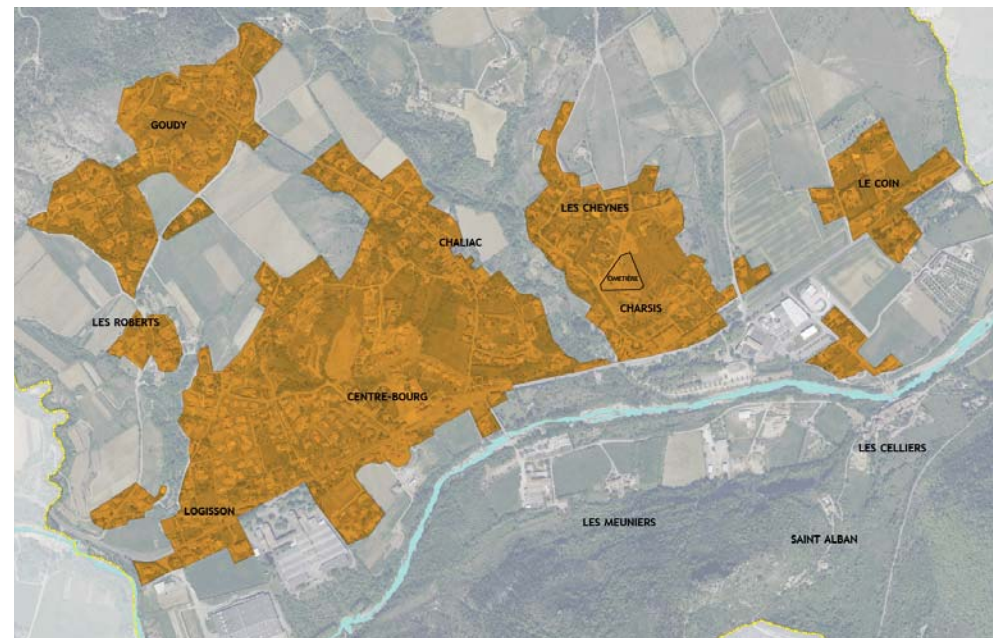 GOUDY
LE COIN
LES CHEYNES
CHALIAC
CIMETIÈRE
CHARSIS
LES ROBERTS
CENTRE-BOURG
LES CELLIERS
LOGISSON
LES MEUNIERS
SAINT ALBAN